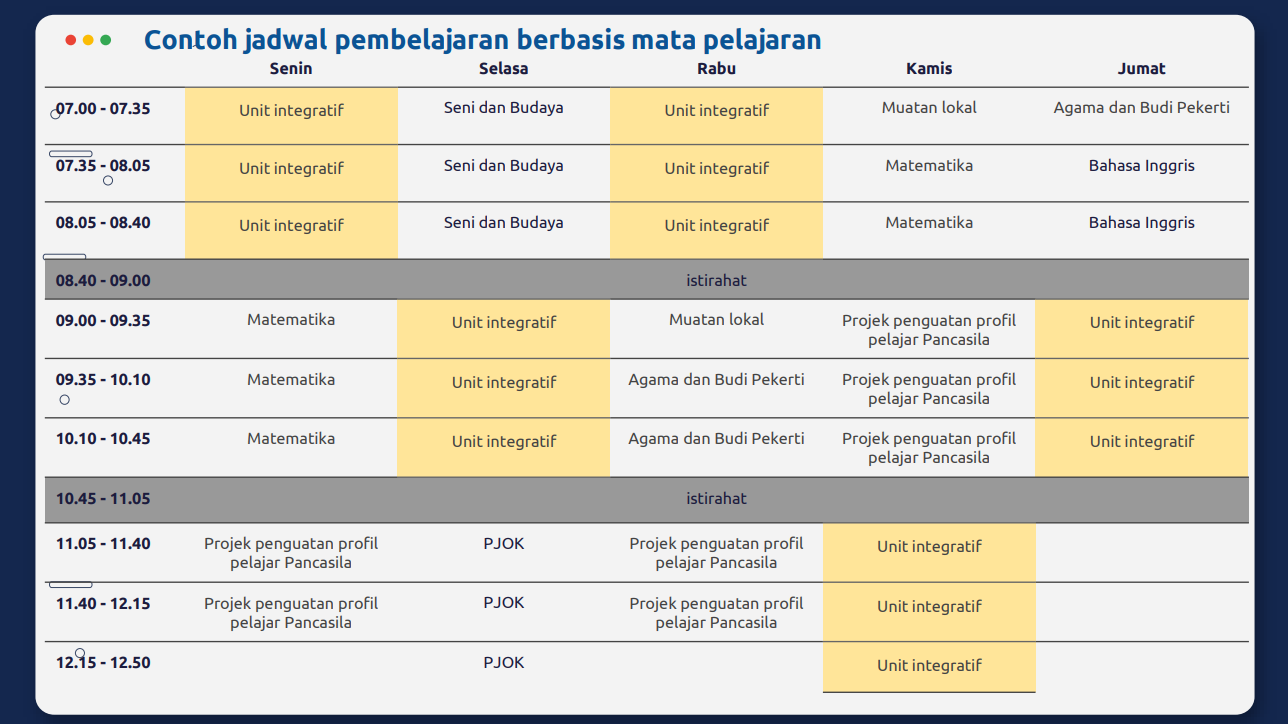 Contoh jadwal pembelajaran berbasis mata pelajaran
Senin Selasa Rabu Kamis Jumat
07.00 - 07.35 Unit integratif Seni dan Budaya Unit integratif Muatan lokal Agama dan Budi Pekerti
07.35 - 08.05 Unit integratif Seni dan Budaya Unit integratif Matematika Bahasa Inggris
08.05 - 08.40 Unit integratif Seni dan Budaya Unit integratif Matematika Bahasa Inggris
08.40 - 09.00 istirahat
09.00 - 09.35 Matematika Unit integratif Muatan lokal Projek penguatan profil Unit integratif
pelajar Pancasila
09.35 - 10.10 Matematika Unit integratif Agama dan Budi Pekerti Projek penguatan profil Unit integratif
pelajar Pancasila
10.10 - 10.45 Matematika Unit integratif Agama dan Budi Pekerti Projek penguatan profil Unit integratif
pelajar Pancasila
10.45 - 11.05 istirahat
11.05 - 11.40 Projek penguatan profil PJOK Projek penguatan profil Unit integratif
pelajar Pancasila pelajar Pancasila
11.40 - 12.15 Projek penguatan profil PJOK Projek penguatan profil Unit integratif
pelajar Pancasila pelajar Pancasila
12.15 - 12.50 PJOK Unit integratif